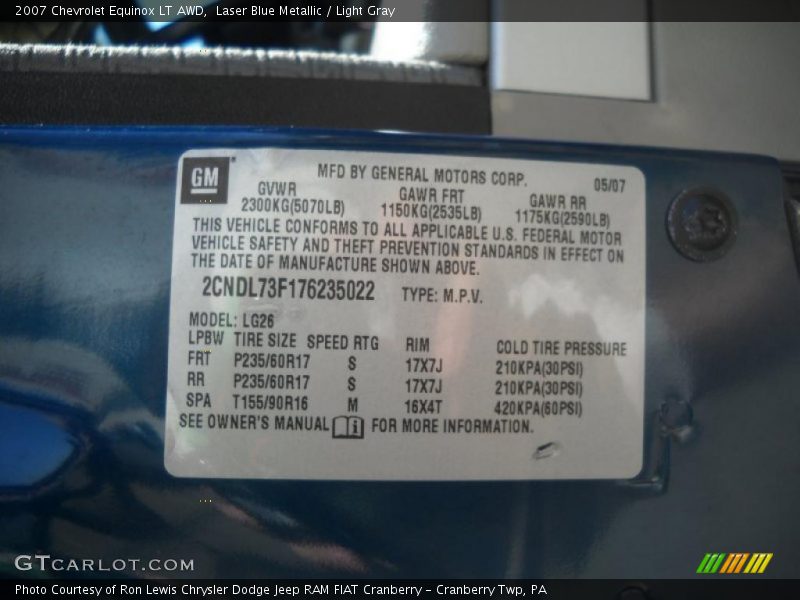 2007 Chevrolet Equinox LT AWD, Laser Blue Metallic / Light Gray
GM
MFD BY GENERAL MOTORS CORP. 05/07
GVWR GAWR FRT GAWR RR
2300KG(5070LB) 1150KG(2535LB) 1175KG(2590LB)
THIS VEHICLE CONFORMS TO ALL APPLICABLE U.S. FEDERAL MOTOR
VEHICLE SAFETY AND THEFT PREVENTION STANDARDS IN EFFECT ON
THE DATE OF MANUFACTURE SHOWN ABOVE.
2CNDL73F176235022 TYPE: M.P.V.
MODEL: LG26
LPBW TIRE SIZE SPEED RTG RIM COLD TIRE PRESSURE
FRT P235/60R17 S 17X7J 210KPA(30PSI)
RR P235/60R17 S 17X7J 210KPA(30PSI)
SPA T155/90R16 M 16X4T 420KPA(60PSI)
SEE OWNER'S MANUAL i FOR MORE INFORMATION.
GTCARLOT.COM
Photo Courtesy of Ron Lewis Chrysler Dodge Jeep RAM FIAT Cranberry – Cranberry Twp, PA